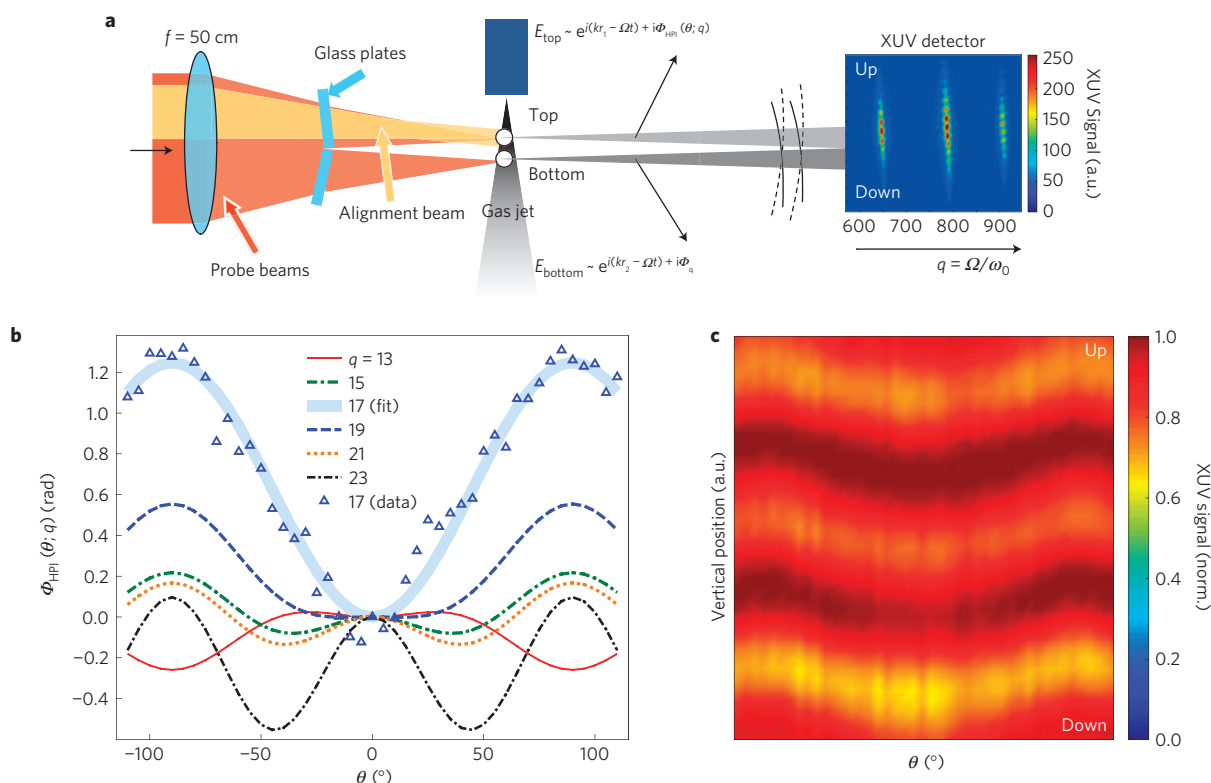 a
f = 50 cm
Glass plates
E_top ~ e^{i(kr_1 − Ωt) + iΦ_HPI(θ; q)}
XUV detector
Top
Bottom
Alignment beam
Gas jet
Probe beams
E_bottom ~ e^{i(kr_2 − Ωt) + iΦ_q}
Up
Down
600 700 800 900
q = Ω/ω_0
250
200
150
100
50
0
XUV Signal (a.u.)
b
1.2
1.0
0.8
0.6
0.4
0.2
0.0
−0.2
−0.4
Φ_HPI (θ; q) (rad)
q = 13
15
17 (fit)
19
21
23
17 (data)
−100 −50 0 50 100
θ (°)
c
Up
Down
Vertical position (a.u.)
θ (°)
1.0
0.8
0.6
0.4
0.2
0.0
XUV signal (norm.)